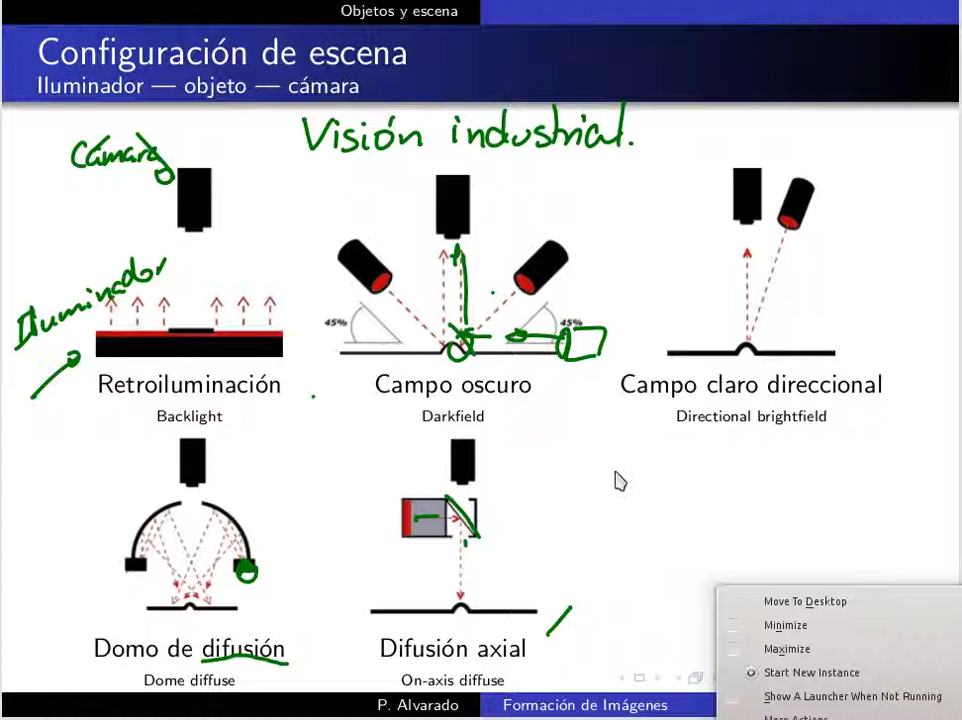 Objetos y escena
Configuración de escena
Iluminador — objeto — cámara
Visión industrial.
Cámara
Iluminador
45%
45%
Retroiluminación
Campo oscuro
Campo claro direccional
Backlight
Darkfield
Directional brightfield
Domo de difusión
Difusión axial
Dome diffuse
On-axis diffuse
P. Alvarado
Formación de Imágenes
Move To Desktop
Minimize
Maximize
Start New Instance
Show A Launcher When Not Running
More Actions